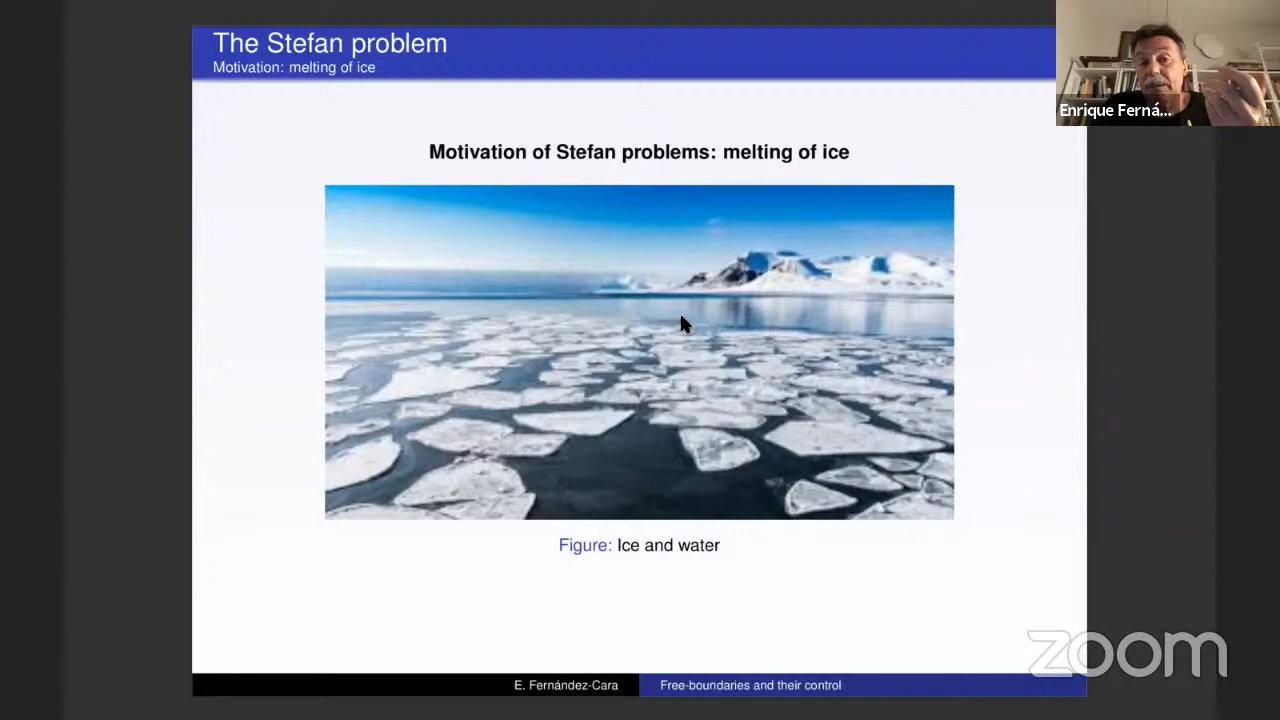 The Stefan problem
Motivation: melting of ice
Enrique Ferná...
Motivation of Stefan problems: melting of ice
Figure: Ice and water
zoom
E. Fernández-Cara
Free-boundaries and their control